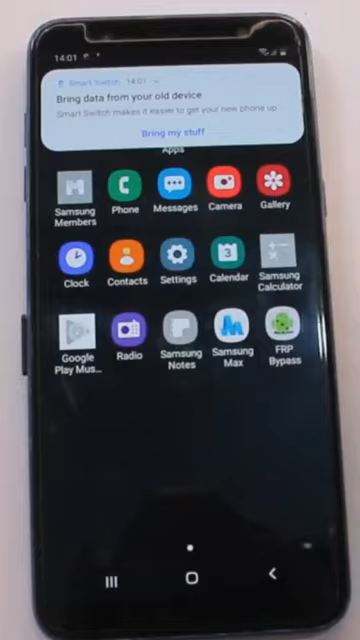 14:01
Smart Switch 14:01
Bring data from your old device
Smart Switch makes it easier to get your new phone up
Bring my stuff
Apps
Samsung Members
Phone
Messages
Camera
Gallery
Clock
Contacts
Settings
3
Calendar
Samsung Calculator
Google Play Mus...
Radio
Samsung Notes
Samsung Max
FRP Bypass